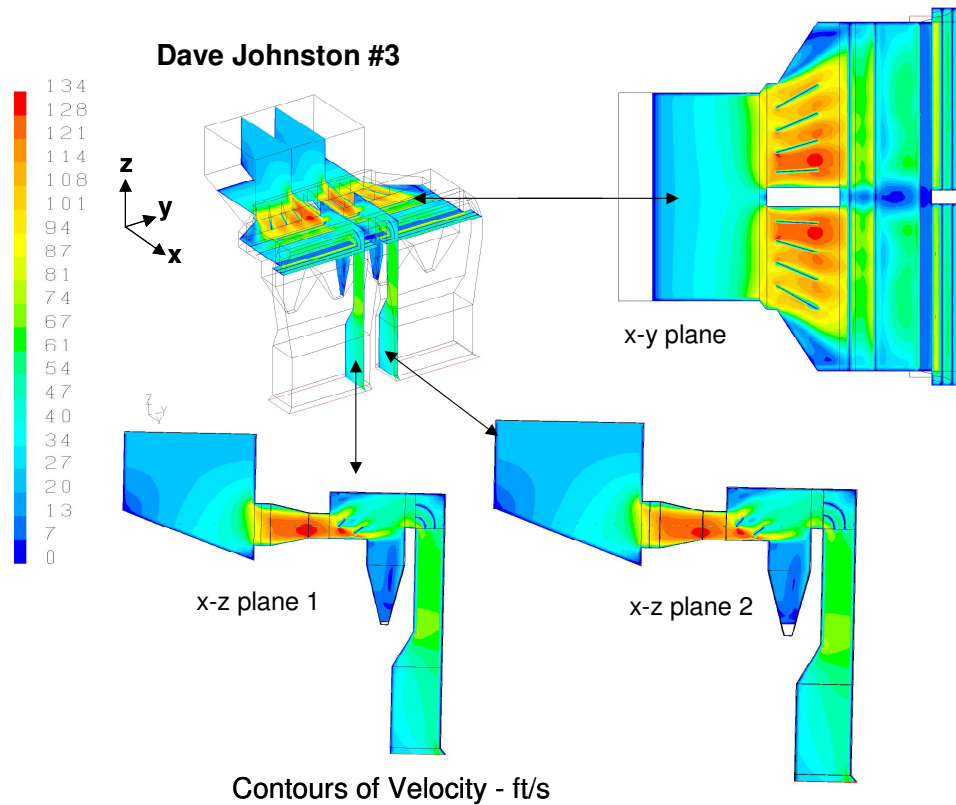 Dave Johnston #3
134
128
121
114
108
101
94
87
81
74
67
61
54
47
40
34
27
20
13
7
0
z
y
x
x-y plane
Z
Y
x-z plane 1
x-z plane 2
Contours of Velocity - ft/s